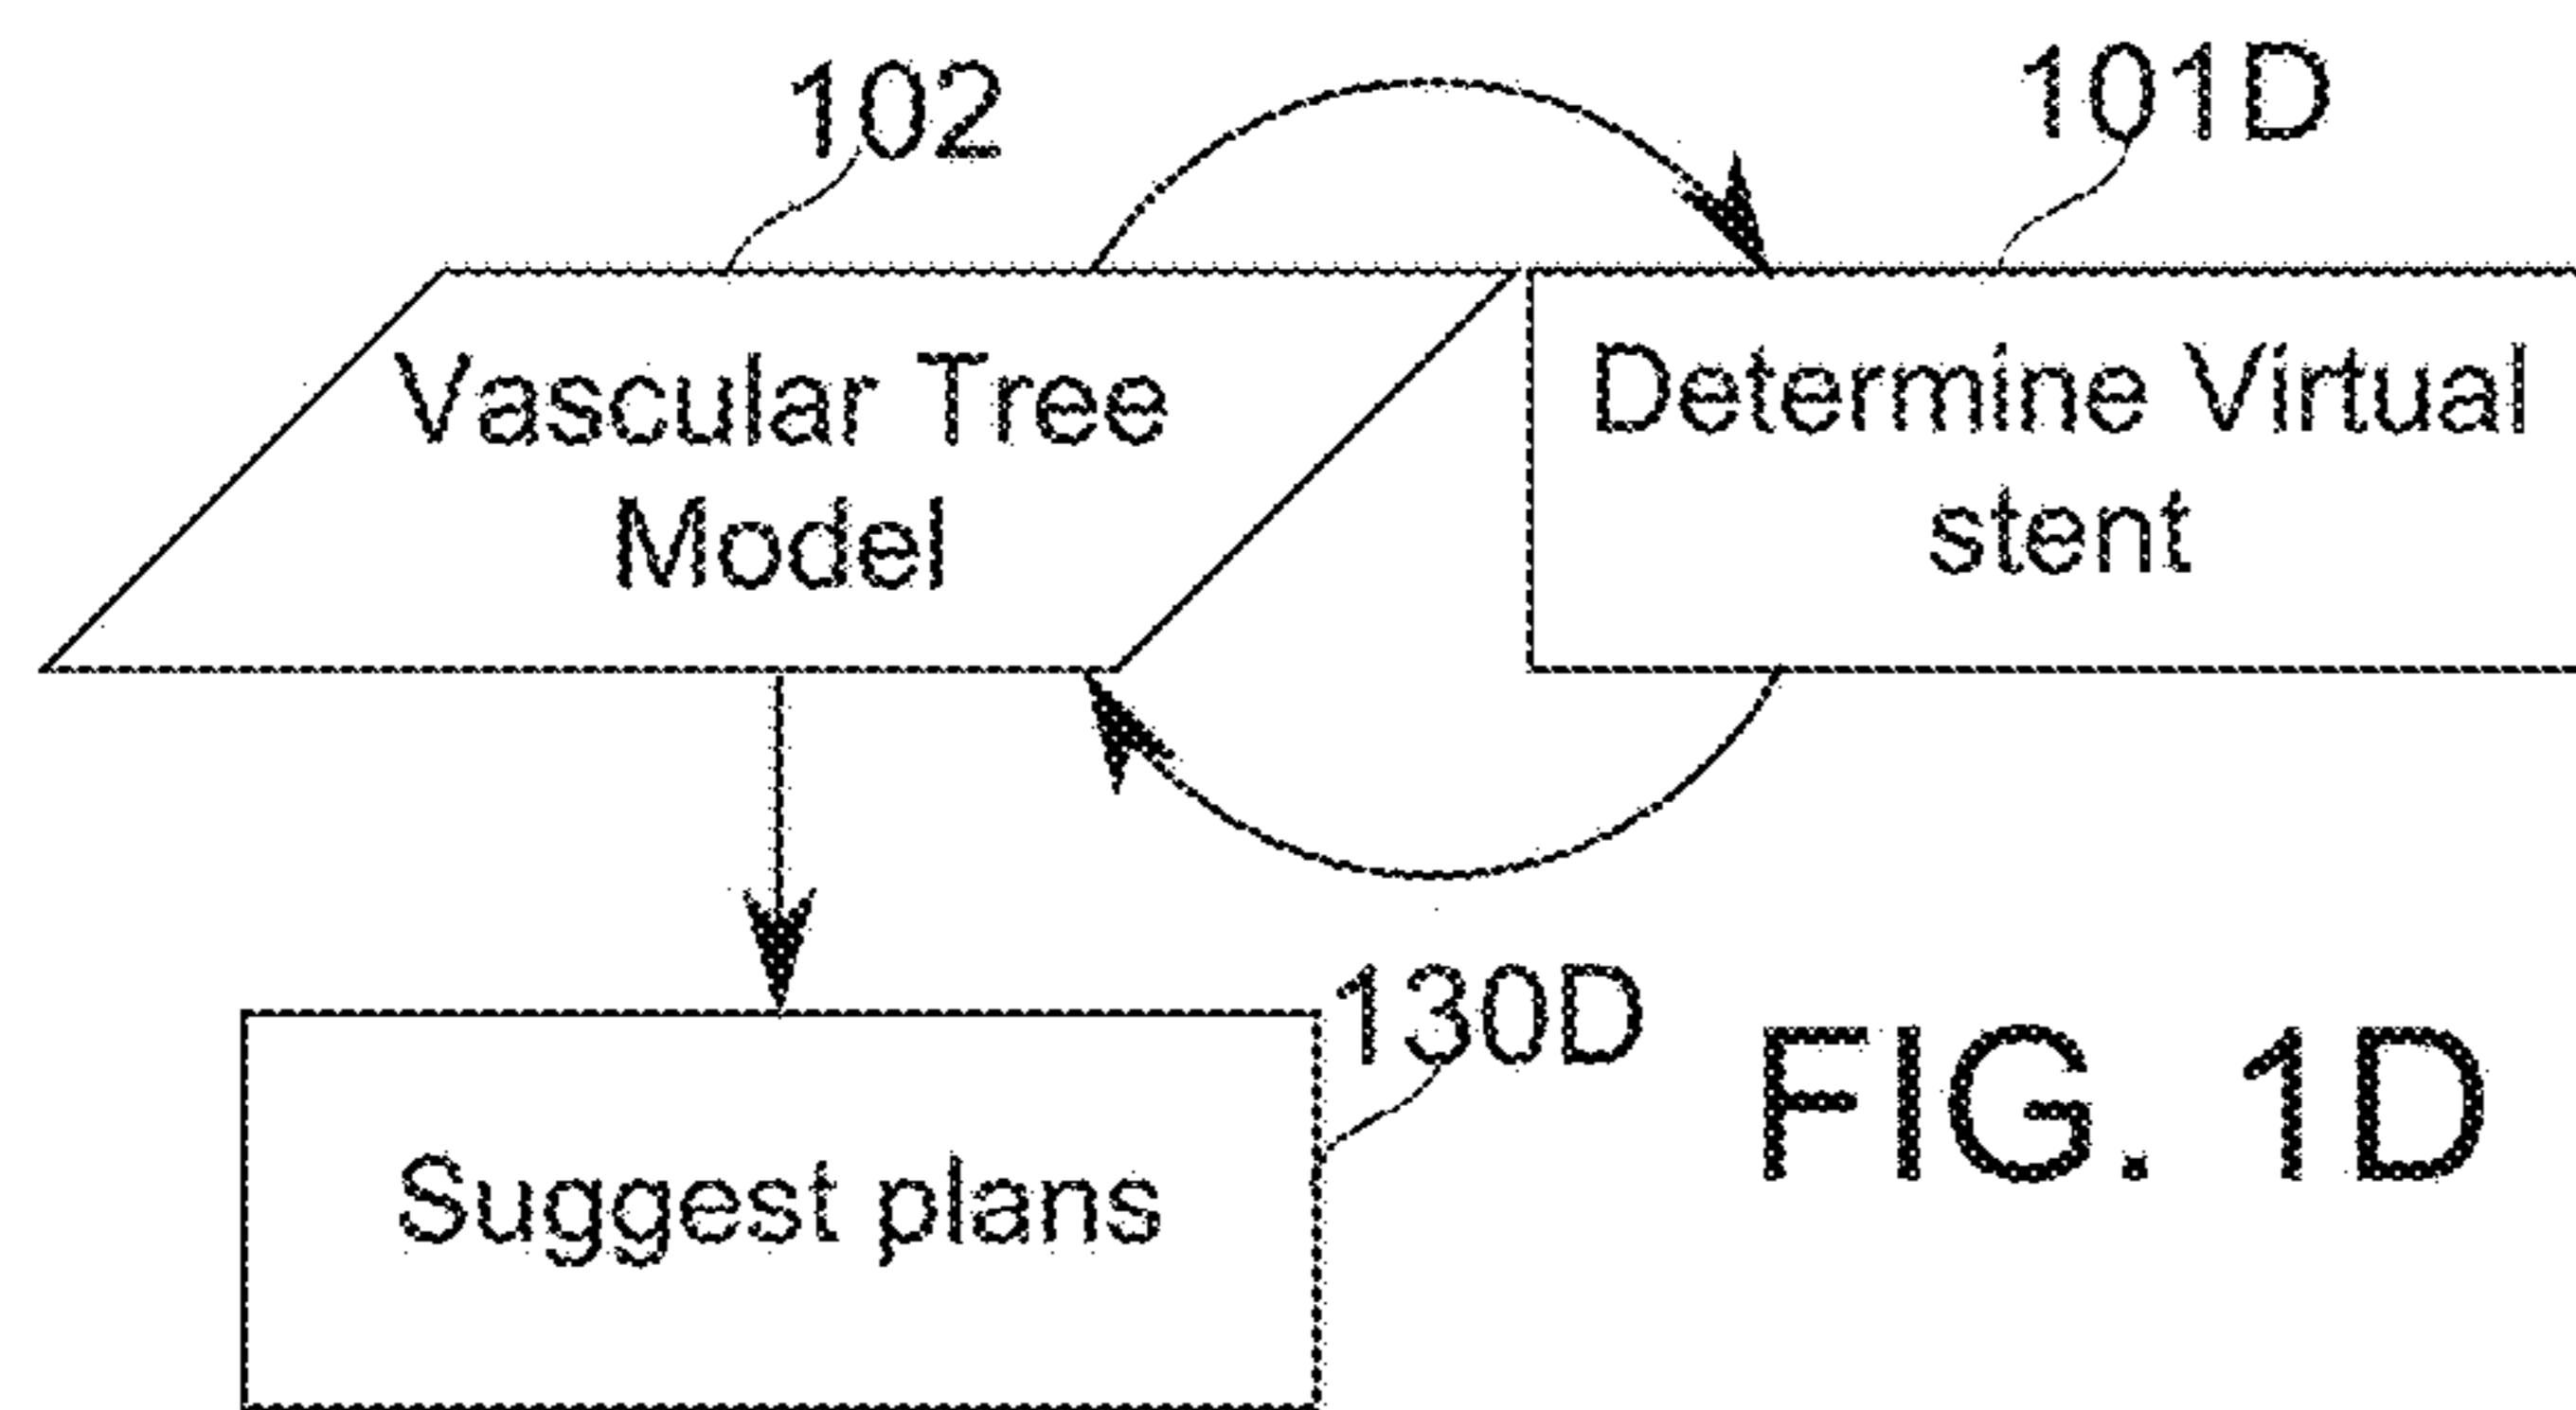 102
101D
Vascular Tree
Model
Determine Virtual
stent
130D
Suggest plans
FIG. 1D